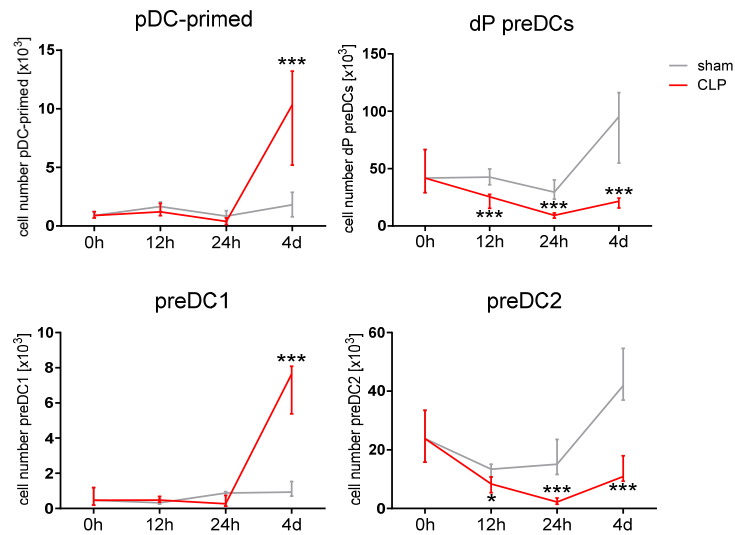 pDC-primed
cell number pDC-primed [x10³]
15
10
5
0
***
0h 12h 24h 4d
dP preDCs
cell number dP preDCs [x10³]
150
100
50
0
*** *** ***
0h 12h 24h 4d
sham
CLP
preDC1
cell number preDC1 [x10³]
10
8
6
4
2
0
***
0h 12h 24h 4d
preDC2
cell number preDC2 [x10³]
60
40
20
0
* *** ***
0h 12h 24h 4d